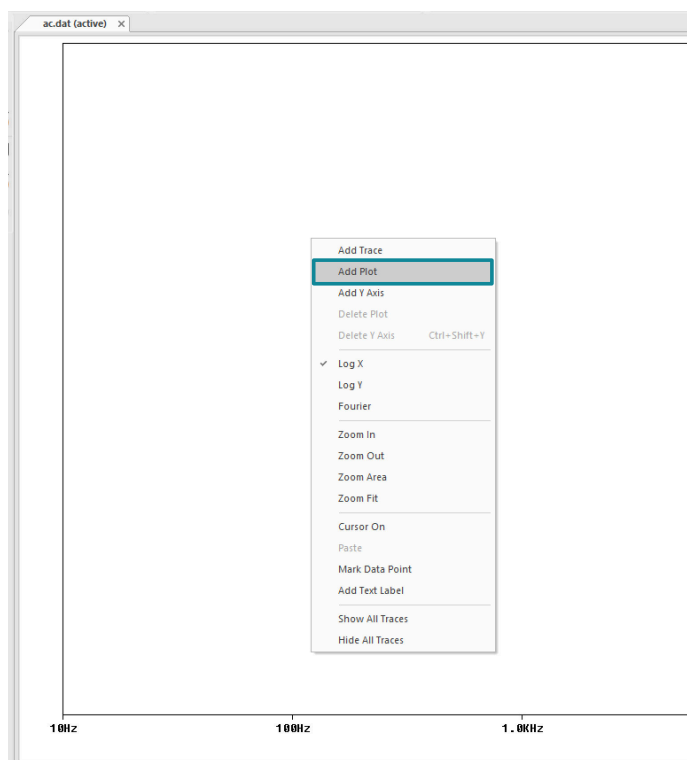 ac.dat (active) ×
Add Trace
Add Plot
Add Y Axis
Delete Plot
Delete Y Axis Ctrl+Shift+Y
Log X
Log Y
Fourier
Zoom In
Zoom Out
Zoom Area
Zoom Fit
Cursor On
Paste
Mark Data Point
Add Text Label
Show All Traces
Hide All Traces
10Hz 100Hz 1.0KHz